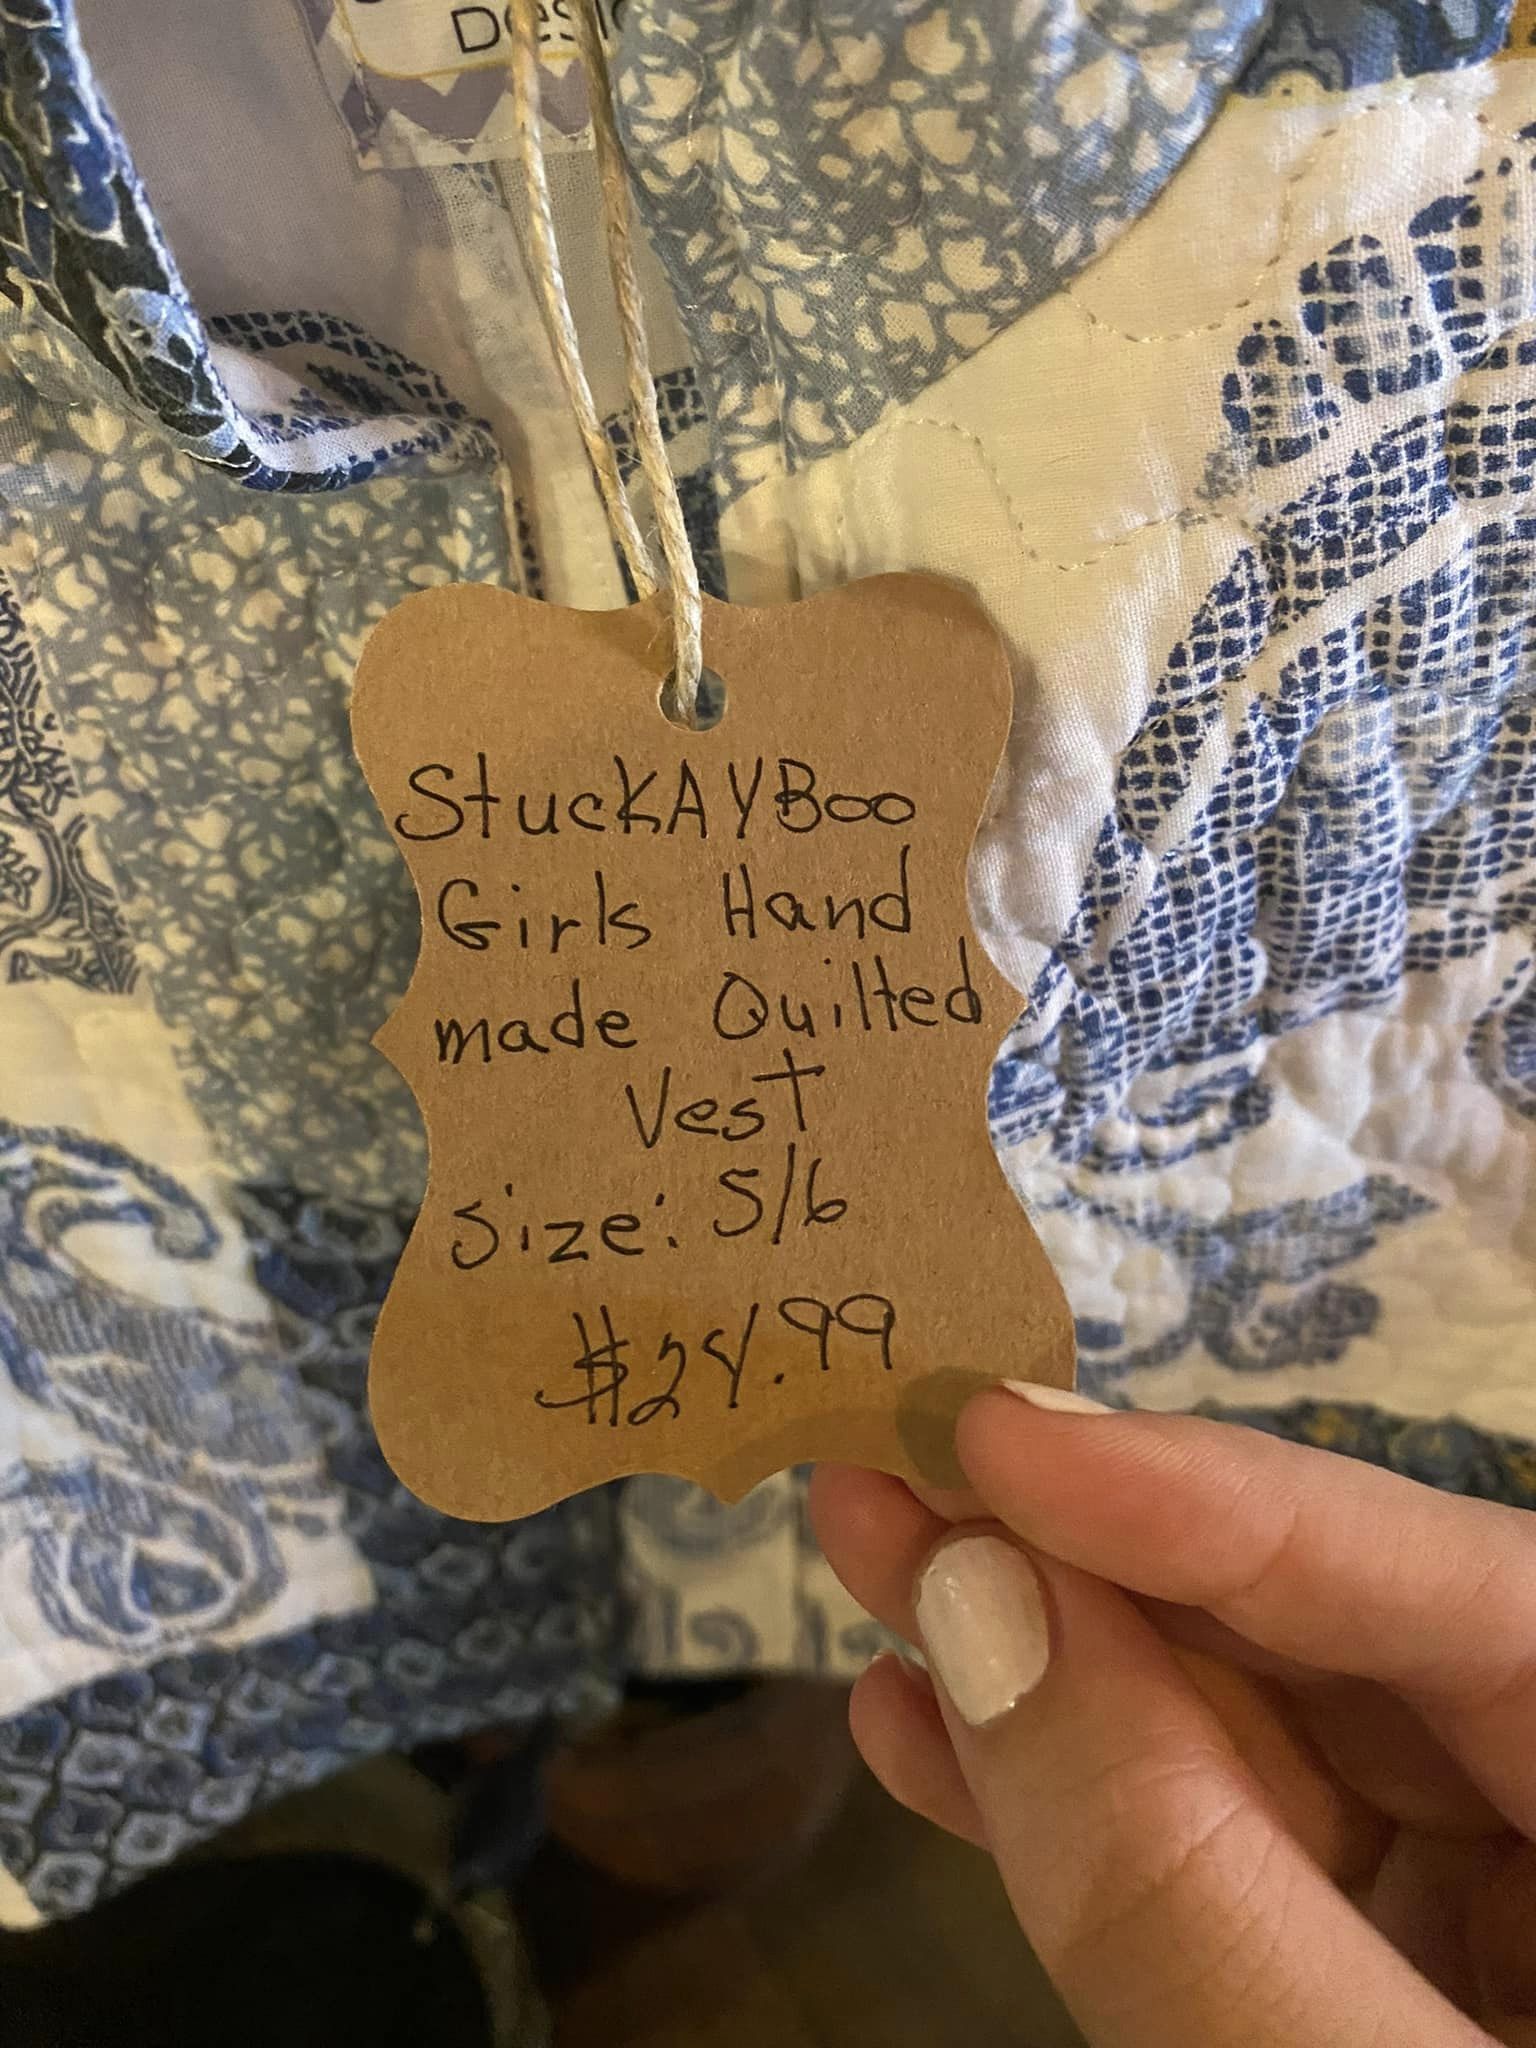 StuckAYBoo
Girls Hand
made Quilted
Vest
size: 5/6
$24.99